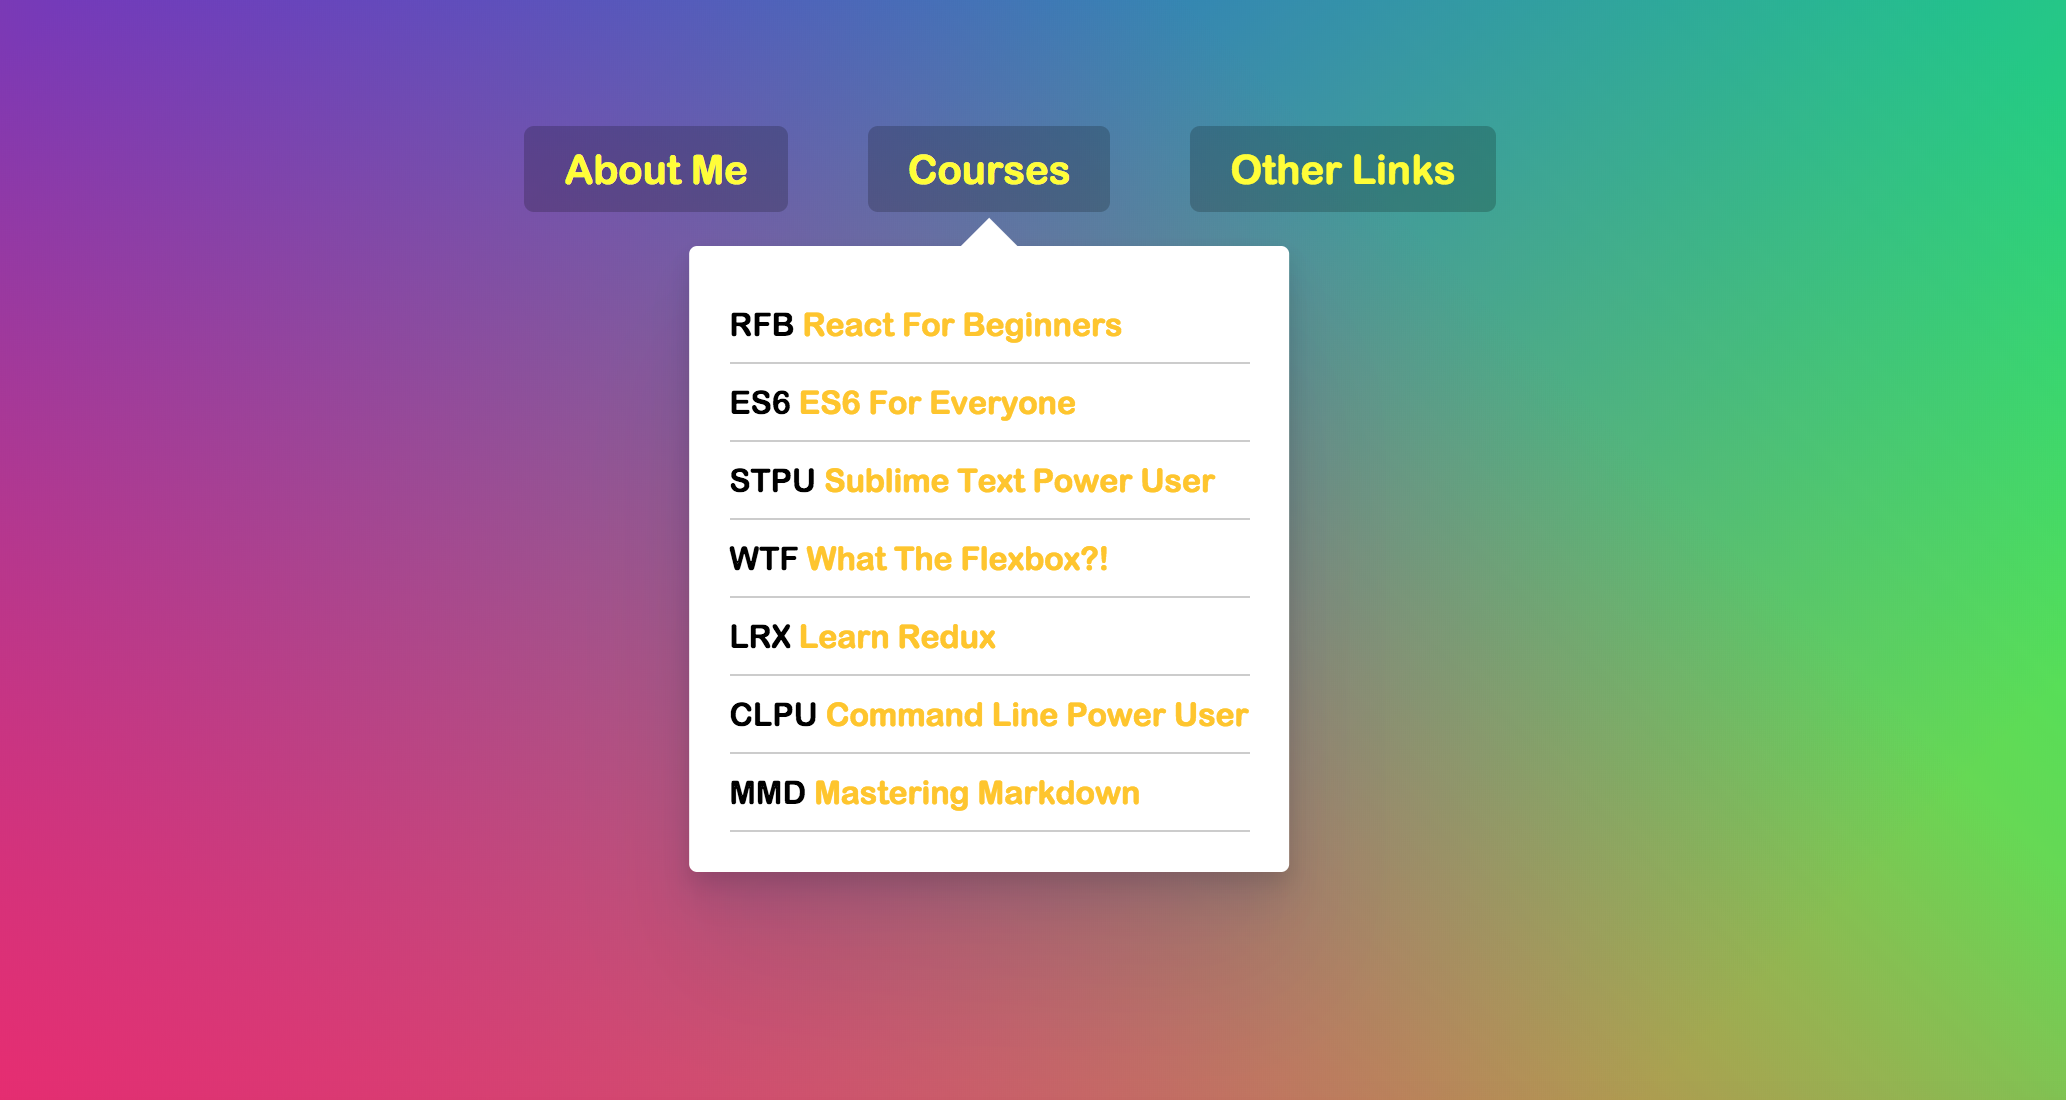 About Me Courses Other Links
RFB React For Beginners
ES6 ES6 For Everyone
STPU Sublime Text Power User
WTF What The Flexbox?!
LRX Learn Redux
CLPU Command Line Power User
MMD Mastering Markdown